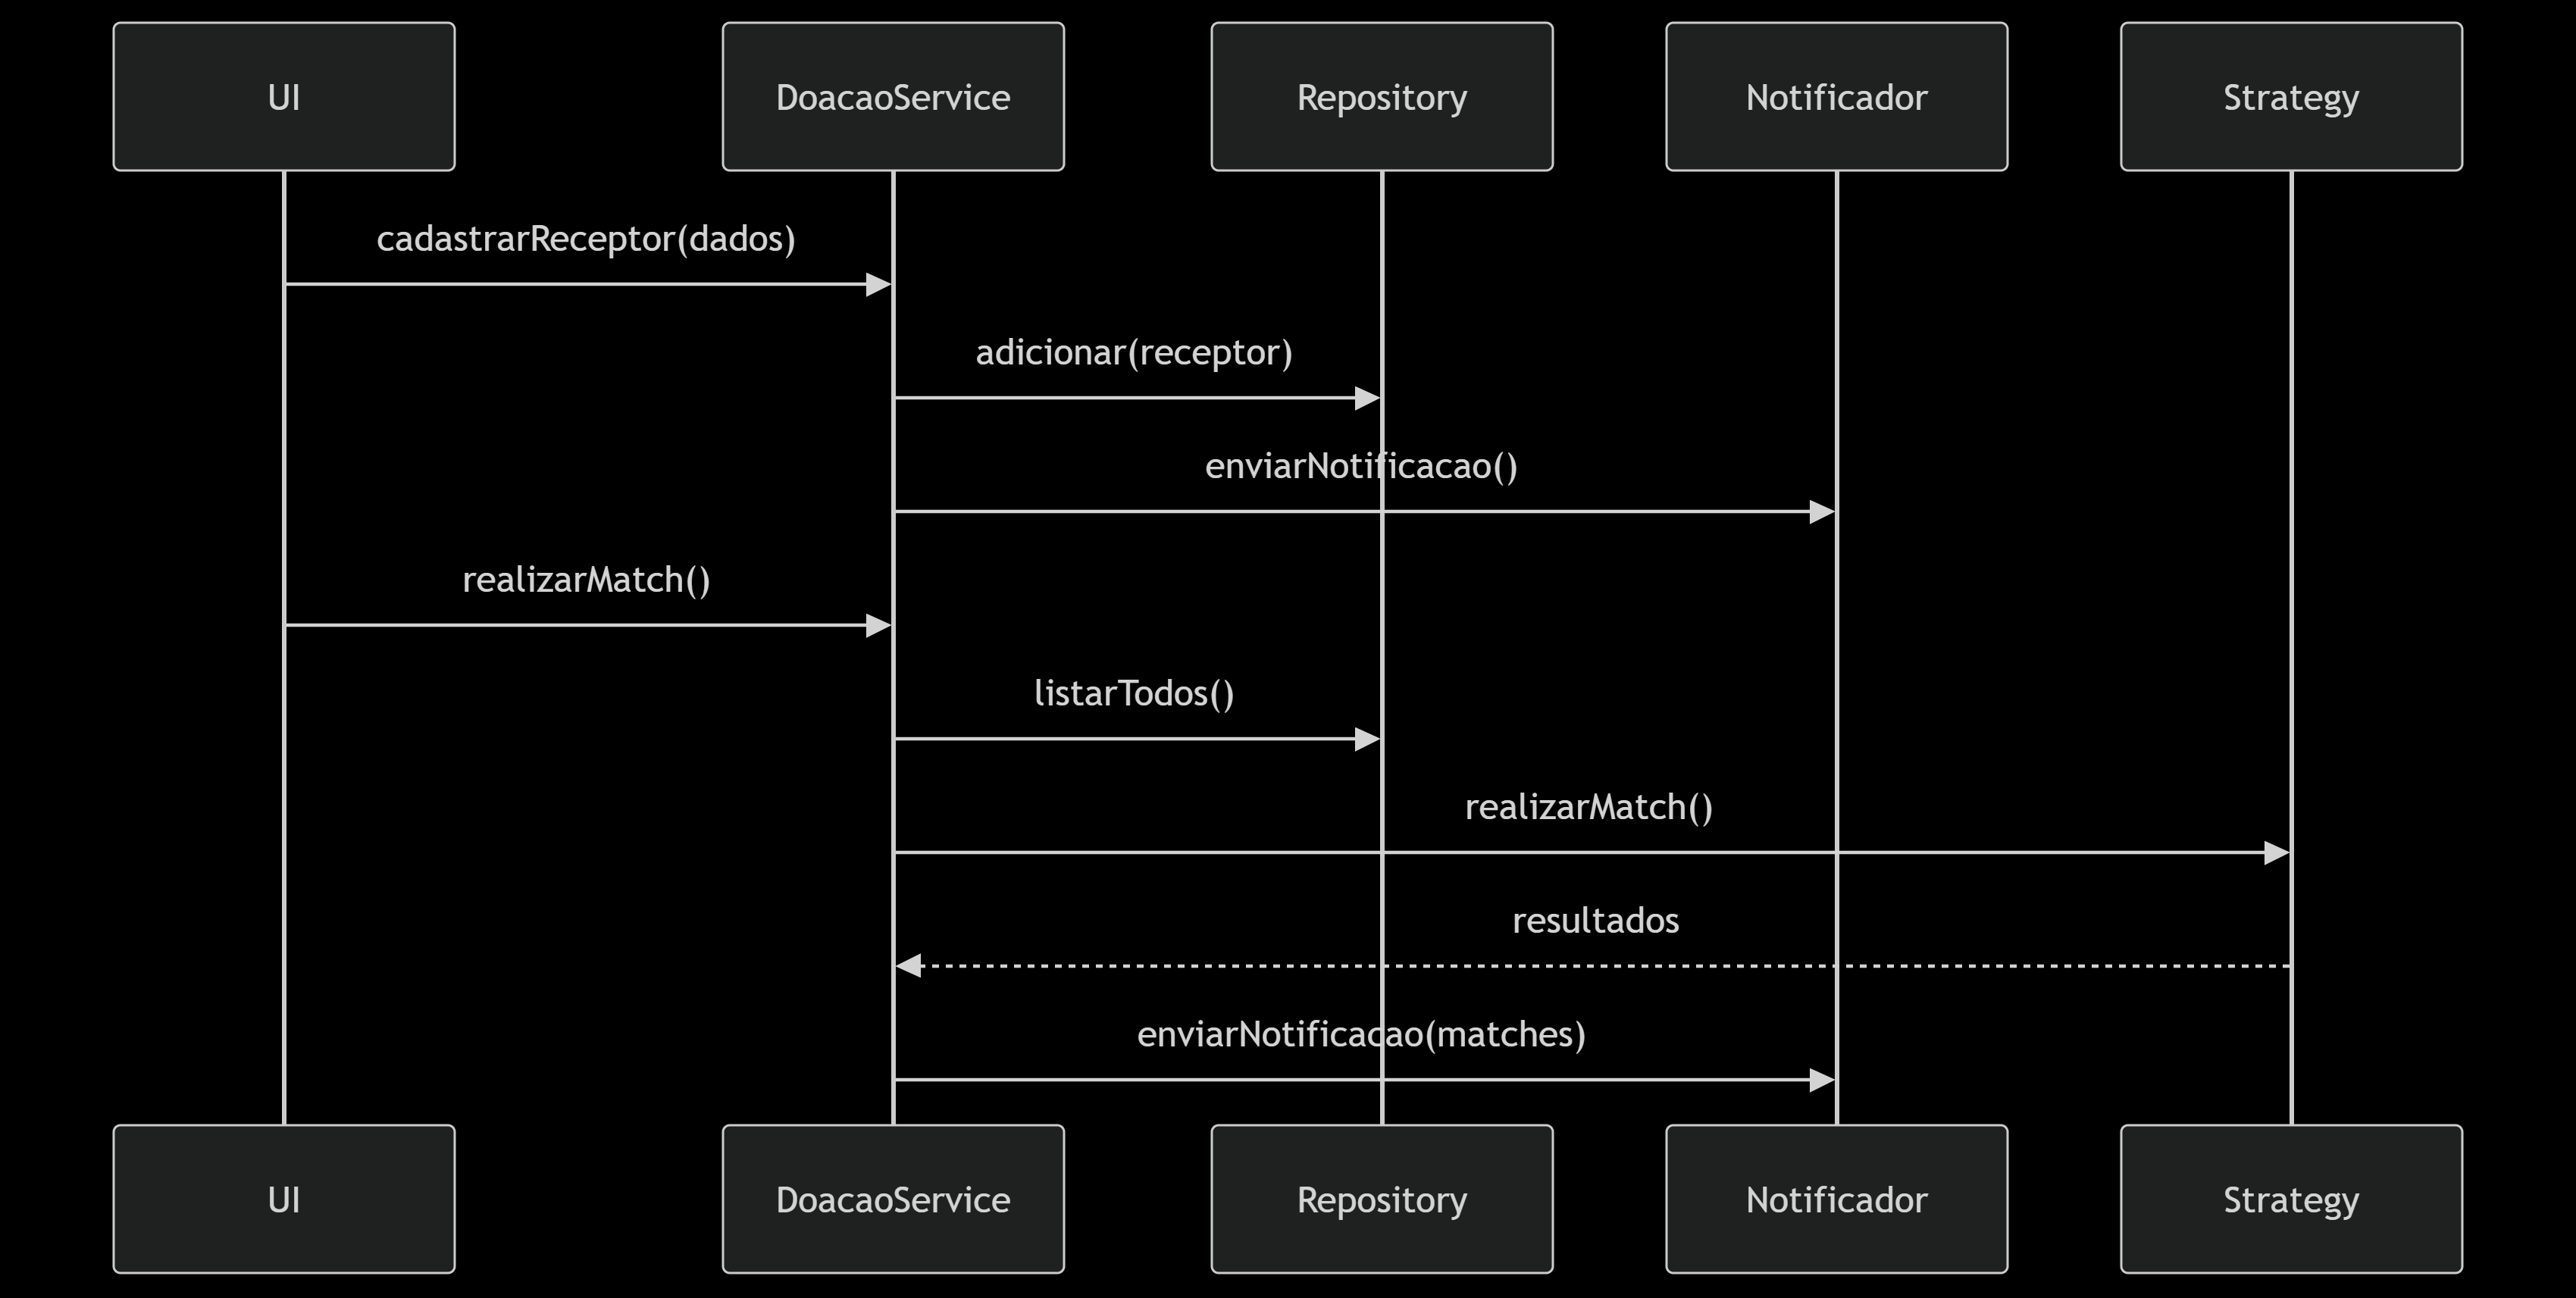 UI
DoacaoService
Repository
Notificador
Strategy
cadastrarReceptor(dados)
adicionar(receptor)
enviarNotificacao()
realizarMatch()
listarTodos()
realizarMatch()
resultados
enviarNotificacao(matches)
UI
DoacaoService
Repository
Notificador
Strategy